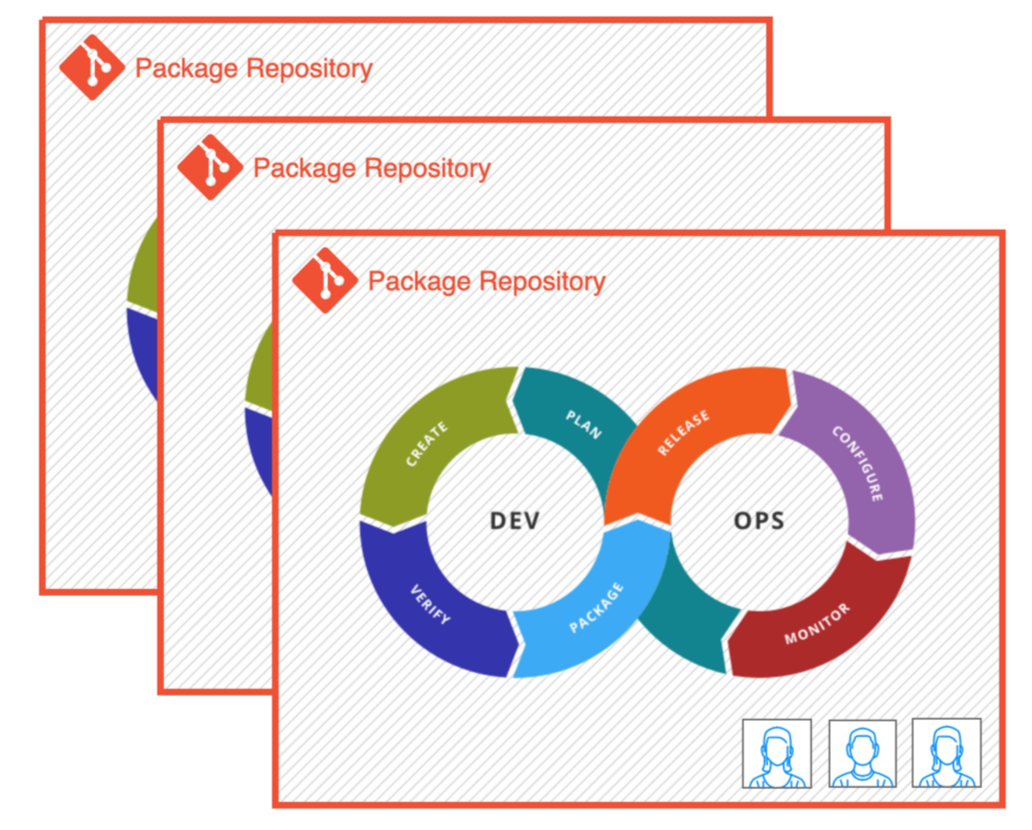 Package Repository
Package Repository
Package Repository
CREATE
PLAN
RELEASE
CONFIGURE
DEV
OPS
VERIFY
PACKAGE
MONITOR